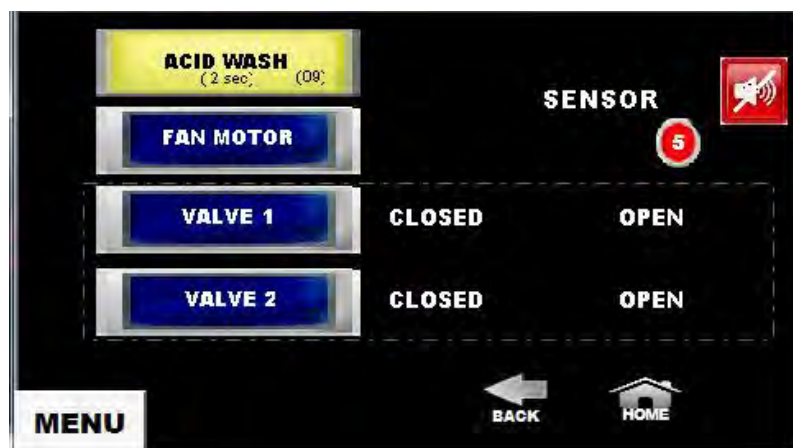 ACID WASH
(2 sec) (09)
SENSOR
FAN MOTOR
5
VALVE 1 CLOSED OPEN
VALVE 2 CLOSED OPEN
MENU
BACK
HOME